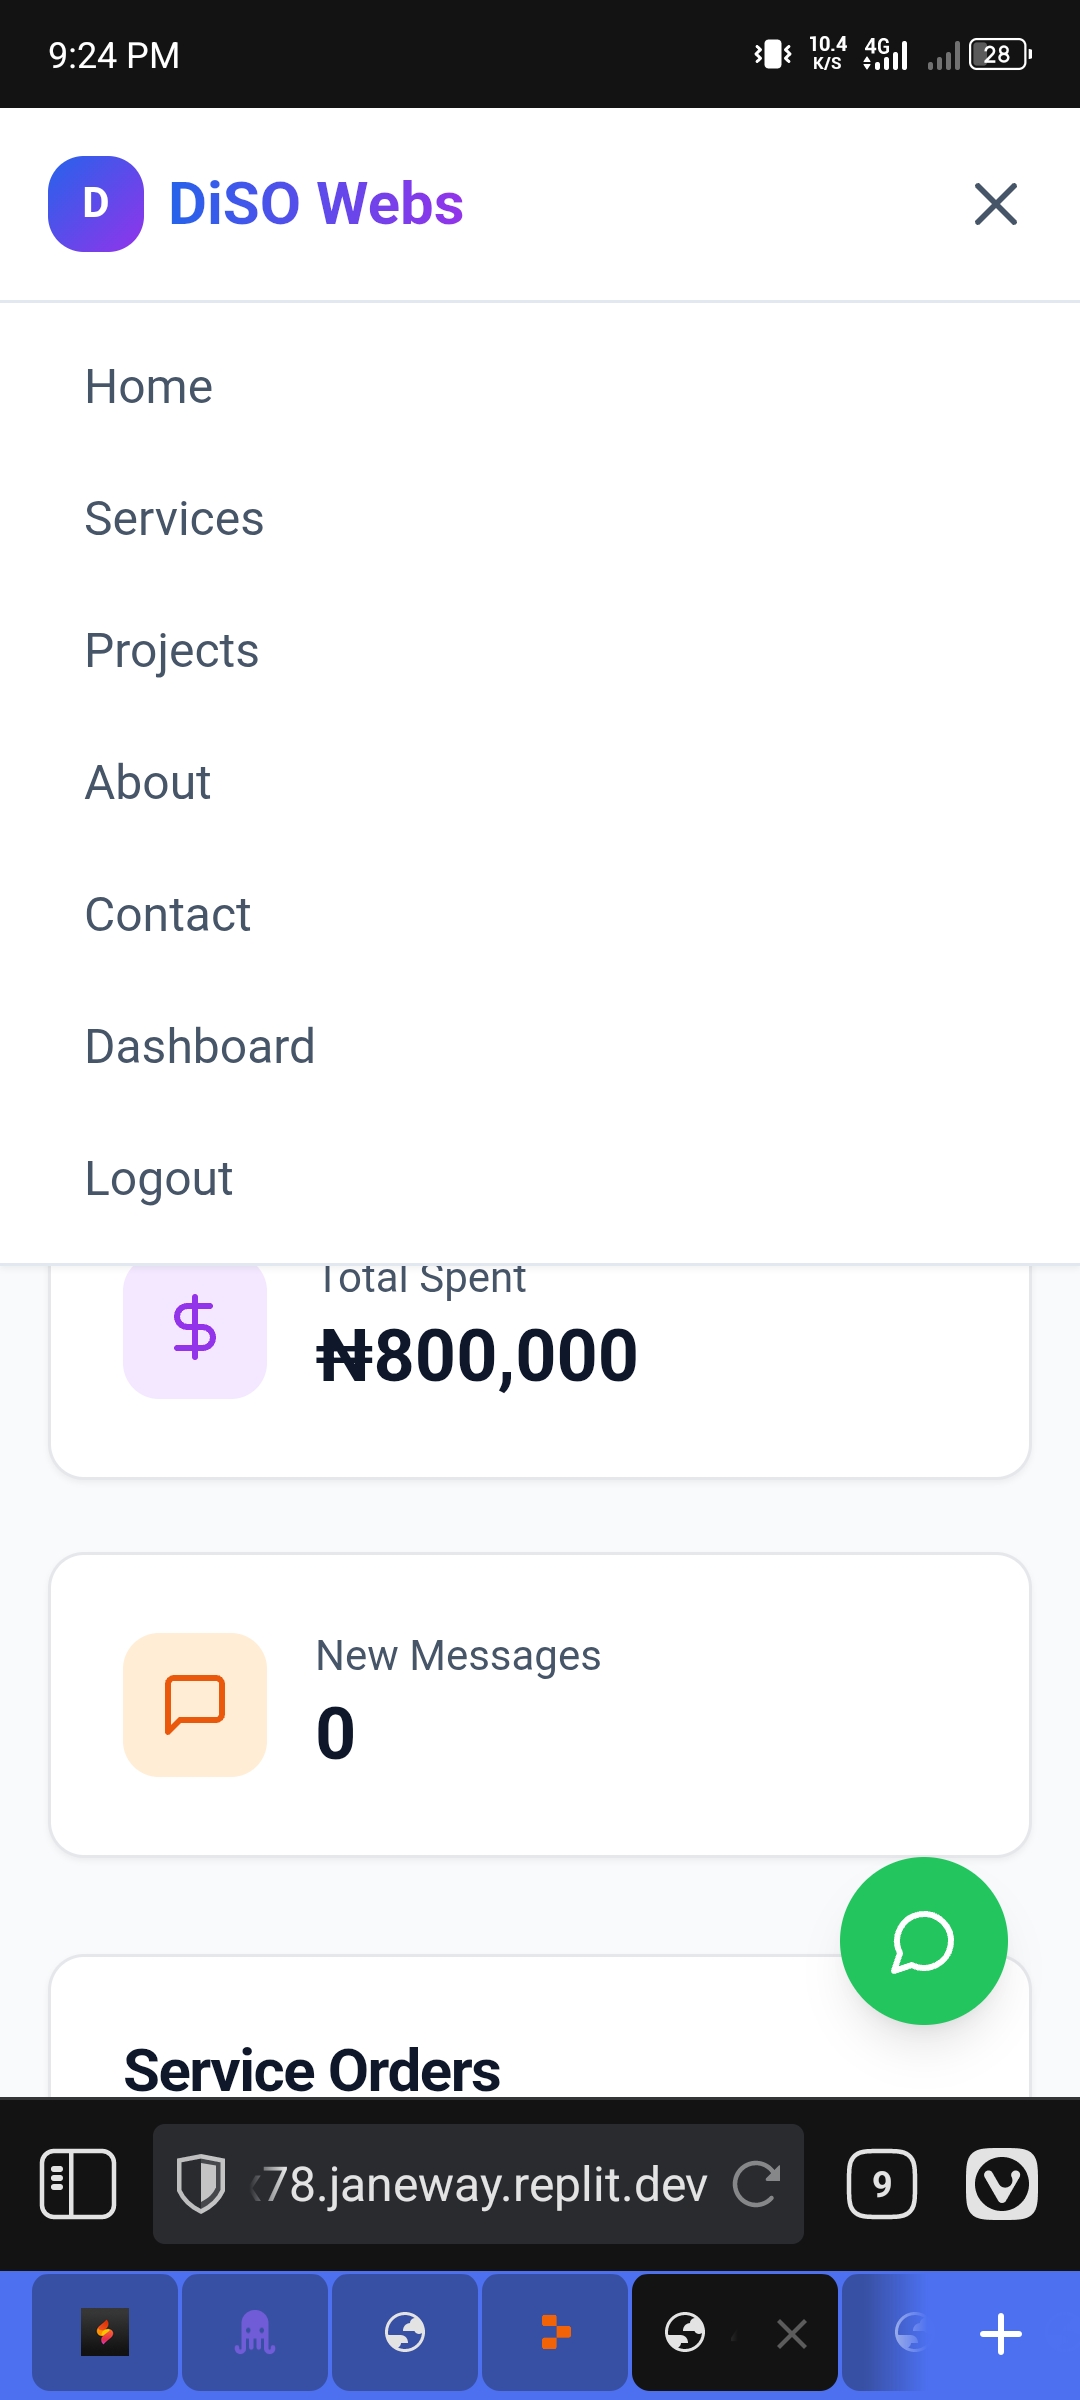 9:24 PM
10.4
K/S
4G
28
D
DiSO Webs
Home
Services
Projects
About
Contact
Dashboard
Logout
Total Spent
₦800,000
New Messages
0
Service Orders
78.janeway.replit.dev
9